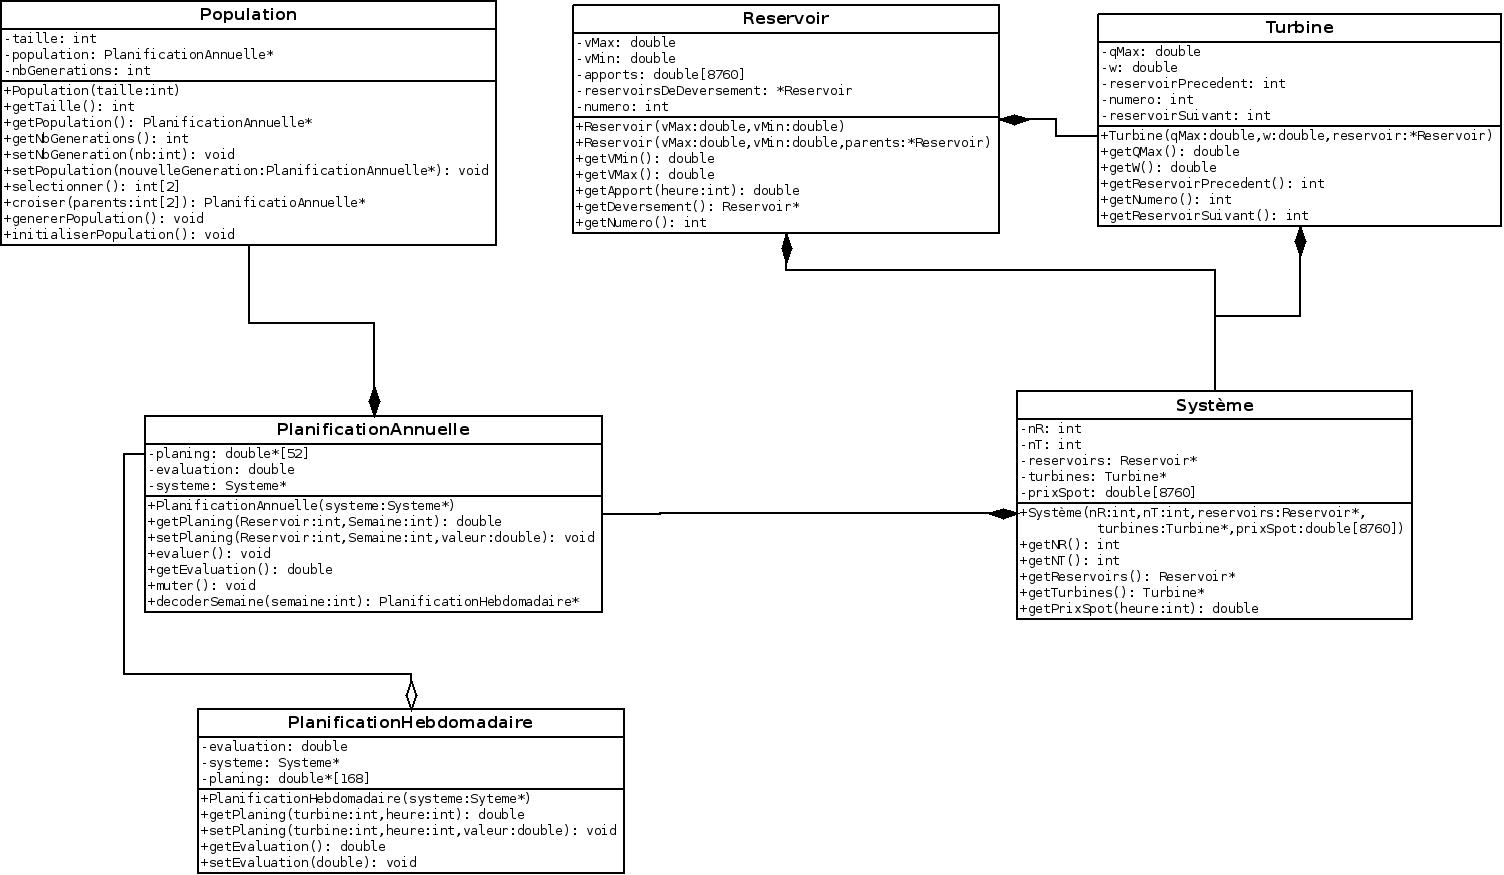 Population
-taille: int
-population: PlanificationAnnuelle*
-nbGenerations: int
+Population(taille:int)
+getTaille(): int
+getPopulation(): PlanificationAnnuelle*
+getNbGenerations(): int
+setNbGeneration(nb:int): void
+setPopulation(nouvelleGeneration:PlanificationAnnuelle*): void
+selectionner(): int[2]
+croiser(parents:int[2]): PlanificatioAnnuelle*
+genererPopulation(): void
+initialiserPopulation(): void
Reservoir
-vMax: double
-vMin: double
-apports: double[8760]
-reservoirsDeDeversement: *Reservoir
-numero: int
+Reservoir(vMax:double,vMin:double)
+Reservoir(vMax:double,vMin:double,parents:*Reservoir)
+getVMin(): double
+getVMax(): double
+getApport(heure:int): double
+getDeversement(): Reservoir*
+getNumero(): int
Turbine
-qMax: double
-w: double
-reservoirPrecedent: int
-numero: int
-reservoirSuivant: int
+Turbine(qMax:double,w:double,reservoir:*Reservoir)
+getQMax(): double
+getW(): double
+getReservoirPrecedent(): int
+getNumero(): int
+getReservoirSuivant(): int
PlanificationAnnuelle
-planing: double*[52]
-evaluation: double
-systeme: Systeme*
+PlanificationAnnuelle(systeme:Systeme*)
+getPlaning(Reservoir:int,Semaine:int): double
+setPlaning(Reservoir:int,Semaine:int,valeur:double): void
+evaluer(): void
+getEvaluation(): double
+muter(): void
+decoderSemaine(semaine:int): PlanificationHebdomadaire*
Système
-nR: int
-nT: int
-reservoirs: Reservoir*
-turbines: Turbine*
-prixSpot: double[8760]
+Système(nR:int,nT:int,reservoirs:Reservoir*,
turbines:Turbine*,prixSpot:double[8760])
+getNR(): int
+getNT(): int
+getReservoirs(): Reservoir*
+getTurbines(): Turbine*
+getPrixSpot(heure:int): double
PlanificationHebdomadaire
-evaluation: double
-systeme: Systeme*
-planing: double*[168]
+PlanificationHebdomadaire(systeme:Syteme*)
+getPlaning(turbine:int,heure:int): double
+setPlaning(turbine:int,heure:int,valeur:double): void
+getEvaluation(): double
+setEvaluation(double): void